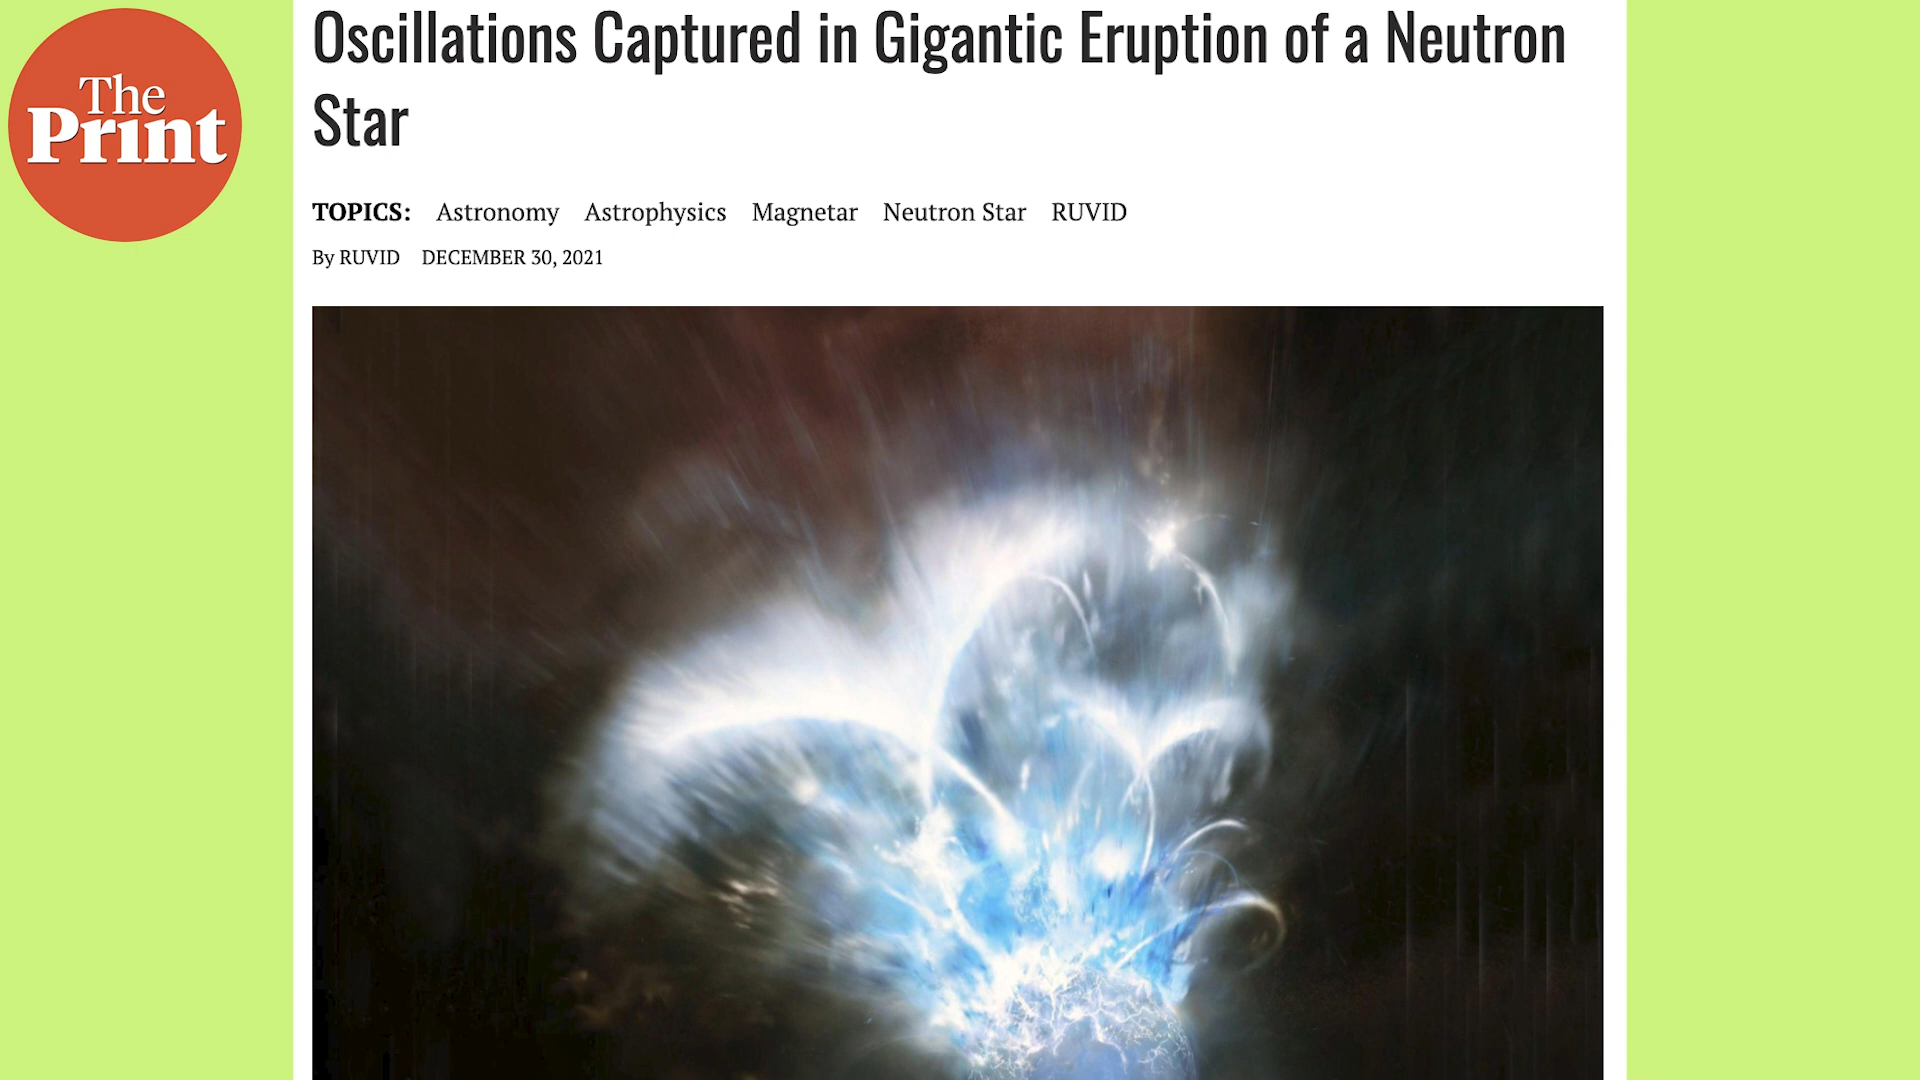 The
Print
Oscillations Captured in Gigantic Eruption of a Neutron
Star
TOPICS: Astronomy Astrophysics Magnetar Neutron Star RUVID
By RUVID DECEMBER 30, 2021